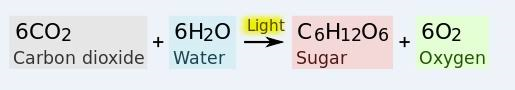 6CO₂ + 6H₂O Light → C₆H₁₂O₆ + 6O₂
Carbon dioxide Water Sugar Oxygen